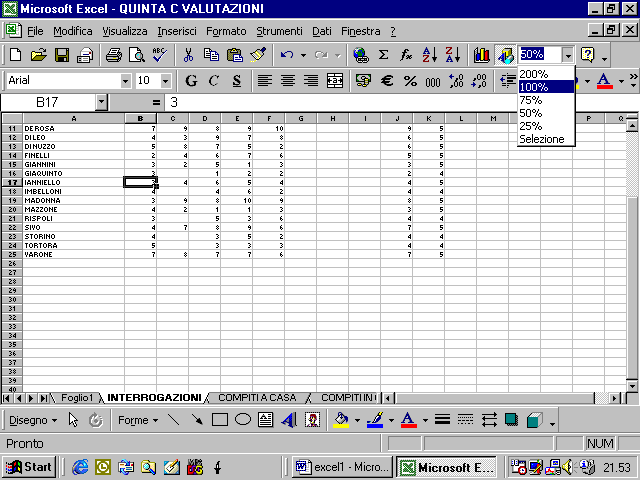 Microsoft Excel - QUINTA C VALUTAZIONI
File Modifica Visualizza Inserisci Formato Strumenti Dati Finestra ?
ABC Σ fx A Z Z A 50% ?
Arial 10 G C S € % 000 A
200%
100%
75%
50%
25%
Selezione
B17 = 3
A B C D E F G H I J K L M N O P Q
11 DEROSA 7 9 8 9 10 9 5
12 DILEO 4 3 9 7 8 6 5
13 DINUZZO 5 8 7 5 2 6 5
14 FINELLI 2 4 6 7 6 5 5
15 GIANNINI 3 2 5 1 3 4 5
16 GIAQUINTO 3 1 2 2 4 4
17 IANNIELLO 3 4 6 5 4 5 5
18 IMBELLONI 4 4 6 2 4 4
19 MADONNA 3 9 8 10 9 8 5
20 MAZZONE 4 2 1 1 3 3 5
21 RISPOLI 3 5 3 6 4 5
22 SIVO 4 7 8 9 6 7 5
23 STORINO 4 3 5 2 4 4
24 TORTORA 5 3 3 3 4 4
25 VARONE 7 8 7 7 6 7 5
26
27
28
29
30
31
32
33
34
35
36
37
38
39
40
Foglio1 INTERROGAZIONI COMPITI A CASA COMPITI IN
Disegno Forme A A
Pronto NUM
Start excel1 - Micro... Microsoft E... 21.53